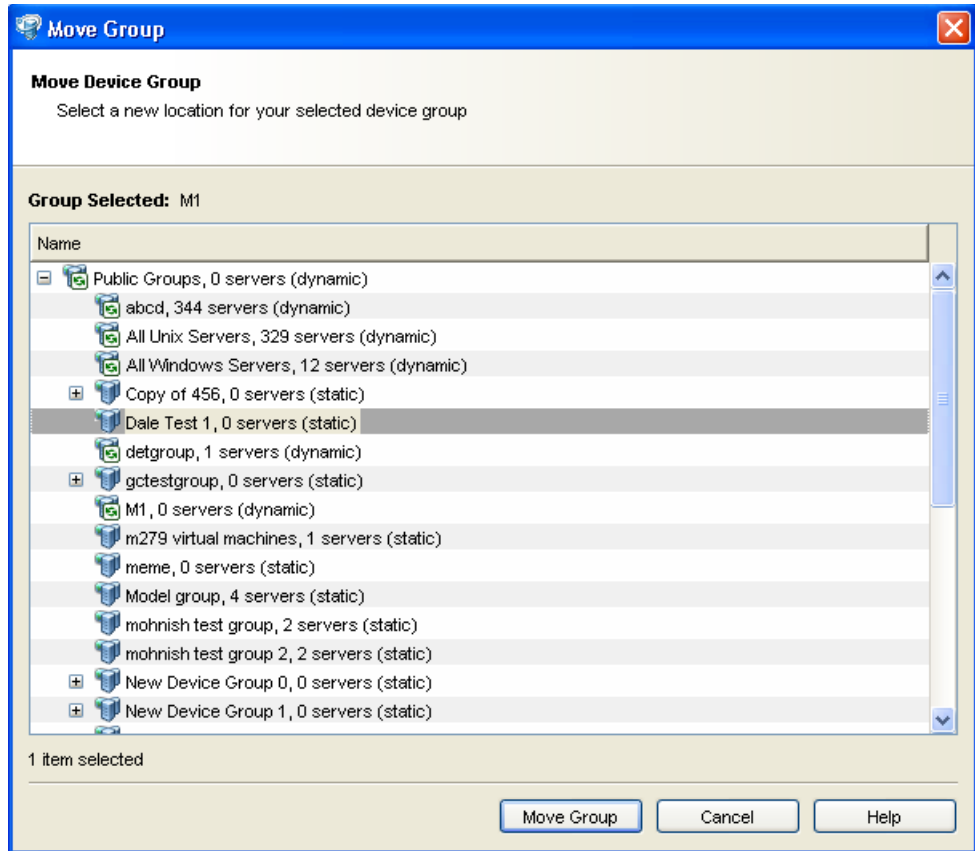 Move Group
Move Device Group
Select a new location for your selected device group
Group Selected: M1
Name
Public Groups, 0 servers (dynamic)
abcd, 344 servers (dynamic)
All Unix Servers, 329 servers (dynamic)
All Windows Servers, 12 servers (dynamic)
Copy of 456, 0 servers (static)
Dale Test 1, 0 servers (static)
detgroup, 1 servers (dynamic)
gctestgroup, 0 servers (static)
M1, 0 servers (dynamic)
m279 virtual machines, 1 servers (static)
meme, 0 servers (static)
Model group, 4 servers (static)
mohnish test group, 2 servers (static)
mohnish test group 2, 2 servers (static)
New Device Group 0, 0 servers (static)
New Device Group 1, 0 servers (static)
1 item selected
Move Group Cancel Help